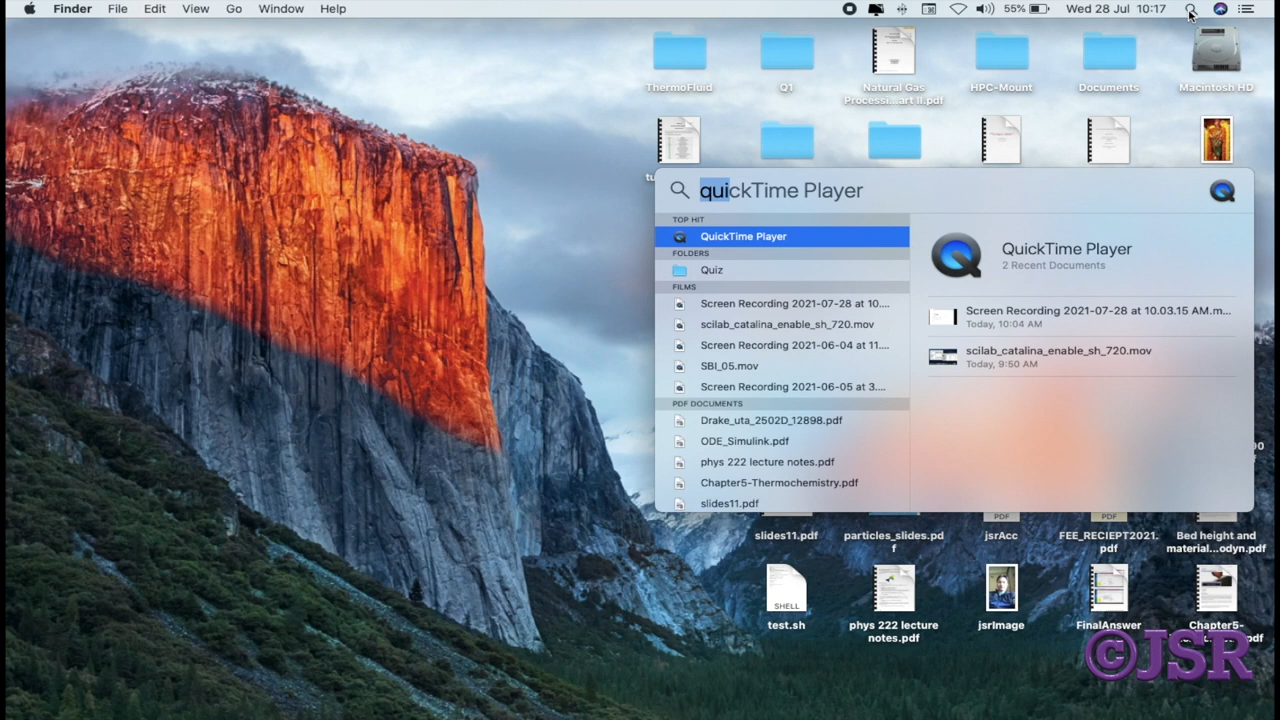 Finder File Edit View Go Window Help 55% Wed 28 Jul 10:17
ThermoFluid Q1 Natural Gas HPC-Mount Documents Macintosh HD
Processi...art II.pdf
tu
quickTime Player
TOP HIT
QuickTime Player
FOLDERS
Quiz
FILMS
Screen Recording 2021-07-28 at 10....
scilab_catalina_enable_sh_720.mov
Screen Recording 2021-06-04 at 11....
SBI_05.mov
Screen Recording 2021-06-05 at 3....
PDF DOCUMENTS
Drake_uta_2502D_12898.pdf
ODE_Simulink.pdf
phys 222 lecture notes.pdf
Chapter5-Thermochemistry.pdf
slides11.pdf
QuickTime Player
2 Recent Documents
Screen Recording 2021-07-28 at 10.03.15 AM.m...
Today, 10:04 AM
scilab_catalina_enable_sh_720.mov
Today, 9:50 AM
PDF PDF
slides11.pdf particles_slides.pd jsrAcc FEE_RECIEPT2021. Bed height and
f pdf material...odyn.pdf
SHELL
test.sh phys 222 lecture jsrImage FinalAnswer Chapter5-
notes.pdf
©JSR